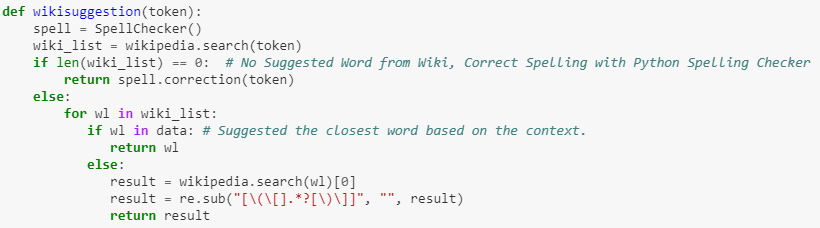 def wikisuggestion(token):
    spell = SpellChecker()
    wiki_list = wikipedia.search(token)
    if len(wiki_list) == 0:  # No Suggested Word from Wiki, Correct Spelling with Python Spelling Checker
        return spell.correction(token)
    else:
        for wl in wiki_list:
           if wl in data: # Suggested the closest word based on the context.
              return wl
           else:
              result = wikipedia.search(wl)[0]
              result = re.sub("[\(\[].*?[\)\]]", "", result)
              return result